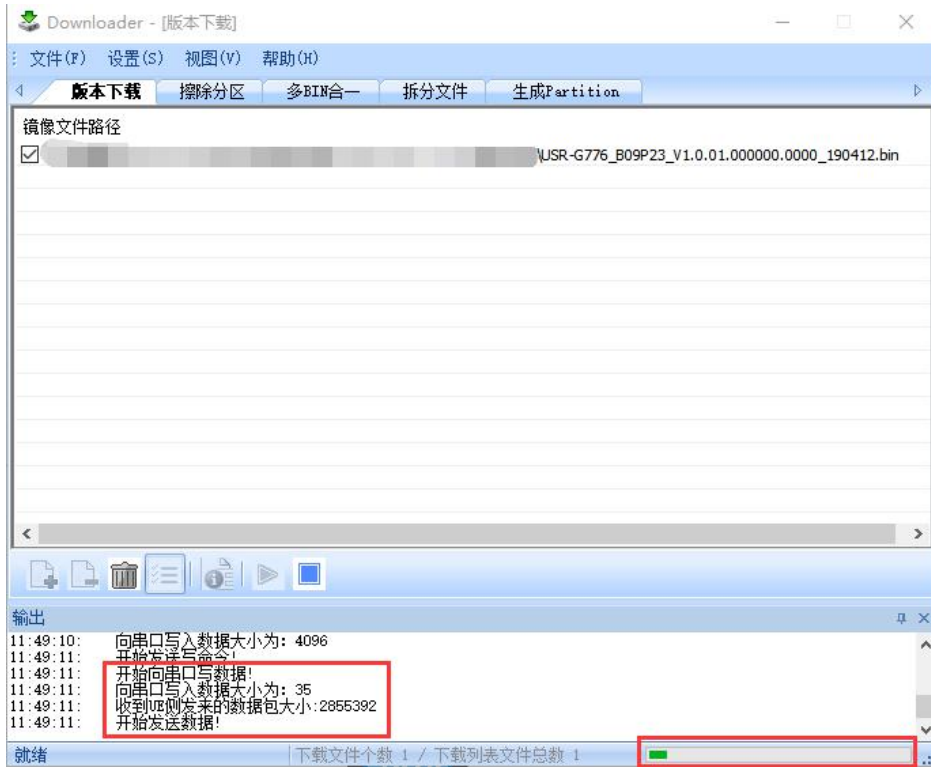 Downloader - [版本下载]
文件(F) 设置(S) 视图(V) 帮助(H)
版本下载 擦除分区 多BIN合一 拆分文件 生成Partition
镜像文件路径
\USR-G776_B09P23_V1.0.01.000000.0000_190412.bin
输出
11:49:10: 向串口写入数据大小为: 4096
11:49:11: 开始发送写命令!
11:49:11: 开始向串口写数据!
11:49:11: 向串口写入数据大小为: 35
11:49:11: 收到UE侧发来的数据包大小:2855392
11:49:11: 开始发送数据!
就绪 下载文件个数 1 / 下载列表文件总数 1